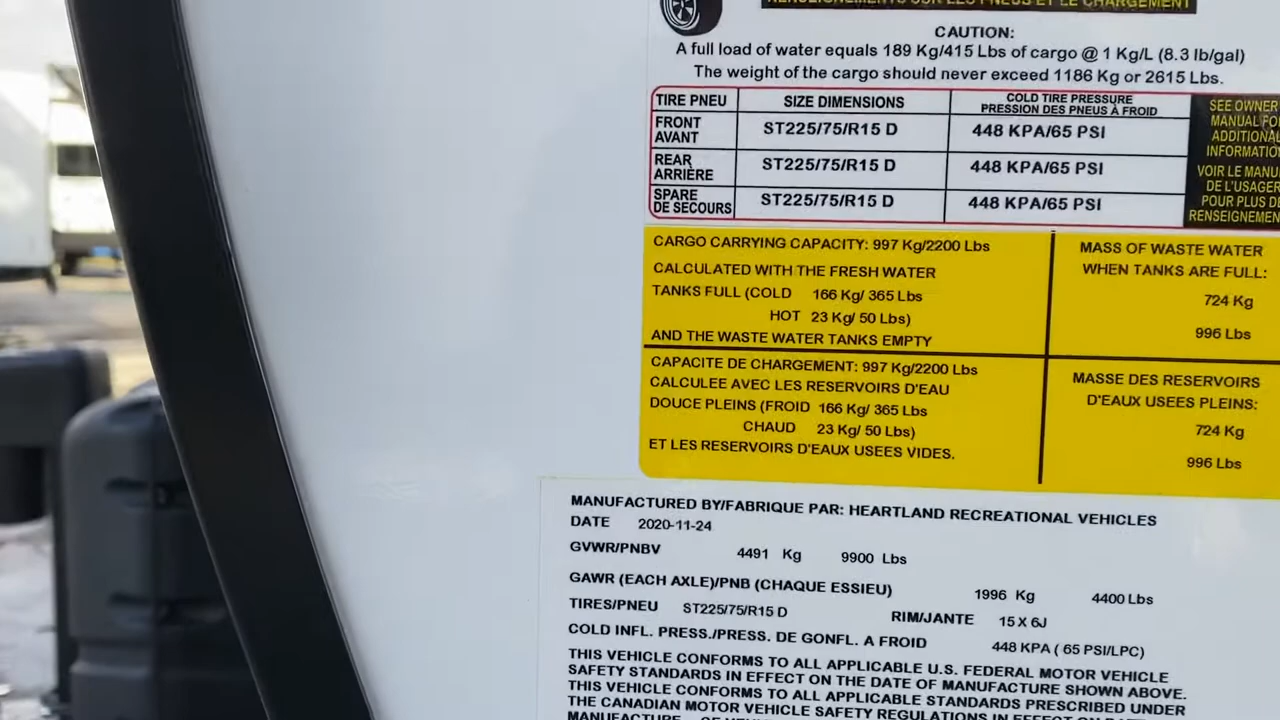 RENSEIGNEMENTS SUR LES PNEUS ET LE CHARGEMENT
CAUTION:
A full load of water equals 189 Kg/415 Lbs of cargo @ 1 Kg/L (8.3 lb/gal)
The weight of the cargo should never exceed 1186 Kg or 2615 Lbs.
TIRE PNEU SIZE DIMENSIONS COLD TIRE PRESSURE
PRESSION DES PNEUS À FROID
FRONT
AVANT
ST225/75/R15 D 448 KPA/65 PSI
REAR
ARRIÈRE
ST225/75/R15 D 448 KPA/65 PSI
SPARE
DE SECOURS
ST225/75/R15 D 448 KPA/65 PSI
SEE OWNER
MANUAL FO
ADDITIONA
INFORMATIO
VOIR LE MANU
DE L'USAGER
POUR PLUS DE
RENSEIGNEMEN
CARGO CARRYING CAPACITY: 997 Kg/2200 Lbs
CALCULATED WITH THE FRESH WATER
TANKS FULL (COLD 166 Kg/ 365 Lbs
HOT 23 Kg/ 50 Lbs)
AND THE WASTE WATER TANKS EMPTY
MASS OF WASTE WATER
WHEN TANKS ARE FULL:
724 Kg
996 Lbs
CAPACITE DE CHARGEMENT: 997 Kg/2200 Lbs
CALCULEE AVEC LES RESERVOIRS D'EAU
DOUCE PLEINS (FROID 166 Kg/ 365 Lbs
CHAUD 23 Kg/ 50 Lbs)
ET LES RESERVOIRS D'EAUX USEES VIDES.
MASSE DES RESERVOIRS
D'EAUX USEES PLEINS:
724 Kg
996 Lbs
MANUFACTURED BY/FABRIQUE PAR: HEARTLAND RECREATIONAL VEHICLES
DATE 2020-11-24
GVWR/PNBV 4491 Kg 9900 Lbs
GAWR (EACH AXLE)/PNB (CHAQUE ESSIEU) 1996 Kg 4400 Lbs
TIRES/PNEU ST225/75/R15 D RIM/JANTE 15 X 6J
COLD INFL. PRESS./PRESS. DE GONFL. A FROID 448 KPA ( 65 PSI/LPC)
THIS VEHICLE CONFORMS TO ALL APPLICABLE U.S. FEDERAL MOTOR VEHICLE
SAFETY STANDARDS IN EFFECT ON THE DATE OF MANUFACTURE SHOWN ABOVE.
THIS VEHICLE CONFORMS TO ALL APPLICABLE STANDARDS PRESCRIBED UNDER
THE CANADIAN MOTOR VEHICLE SAFETY REGULATIONS IN EFFECT ON
MANUFACTURE